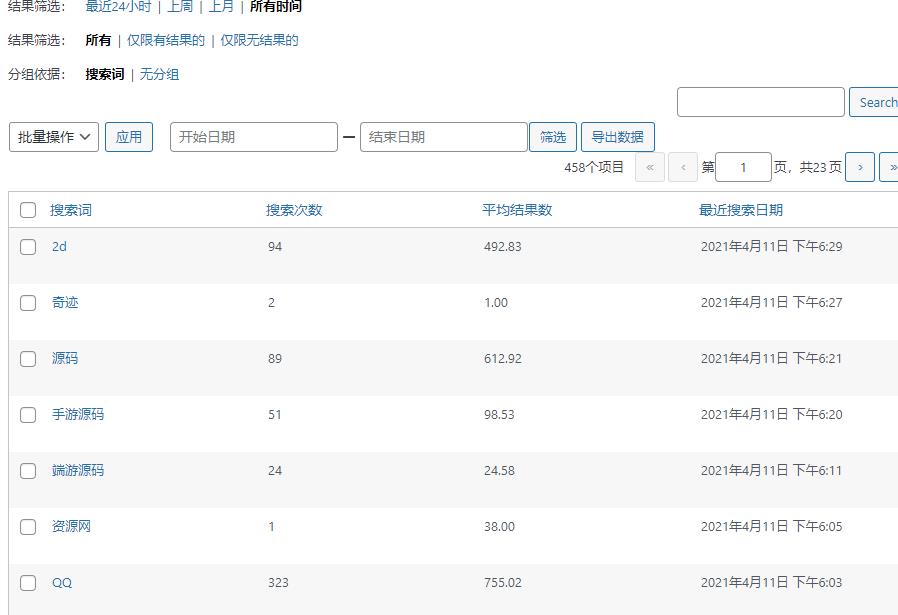 结果筛选： 最近24小时 | 上周 | 上月 | 所有时间
结果筛选： 所有 | 仅限有结果的 | 仅限无结果的
分组依据： 搜索词 | 无分组
Search
批量操作 应用 开始日期 — 结束日期 筛选 导出数据
458个项目 « ‹ 第 1 页，共23页 › »
搜索词 搜索次数 平均结果数 最近搜索日期
2d 94 492.83 2021年4月11日 下午6:29
奇迹 2 1.00 2021年4月11日 下午6:27
源码 89 612.92 2021年4月11日 下午6:21
手游源码 51 98.53 2021年4月11日 下午6:20
端游源码 24 24.58 2021年4月11日 下午6:11
资源网 1 38.00 2021年4月11日 下午6:05
QQ 323 755.02 2021年4月11日 下午6:03